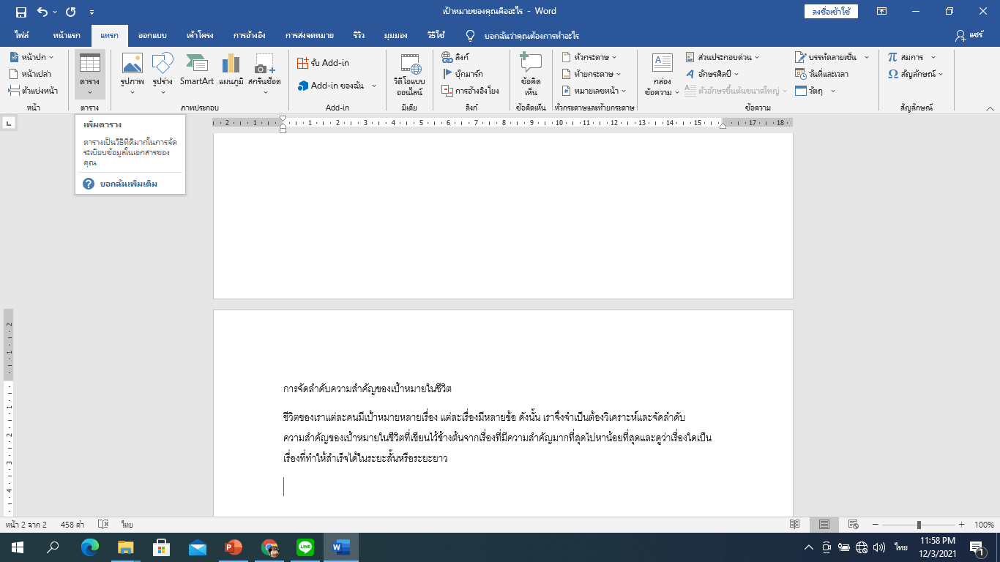 เป้าหมายของคุณคืออะไร - Word
ลงชื่อเข้าใช้
ไฟล์ หน้าแรก แทรก ออกแบบ เค้าโครง การอ้างอิง การส่งจดหมาย รีวิว มุมมอง วิธีใช้ บอกฉันว่าคุณต้องการทำอะไร แชร์
หน้าปก
หน้าเปล่า
ตัวแบ่งหน้า
หน้า
ตาราง
ตาราง
รูปภาพ
รูปร่าง
SmartArt
แผนภูมิ
สกรีนช็อต
ภาพประกอบ
รับ Add-in
Add-in ของฉัน
Add-in
วิดีโอแบบ
ออนไลน์
มีเดีย
ลิงก์
บุ๊กมาร์ก
การอ้างอิงโยง
ลิงก์
ข้อคิด
เห็น
ข้อคิดเห็น
หัวกระดาษ
ท้ายกระดาษ
หมายเลขหน้า
หัวกระดาษและท้ายกระดาษ
กล่อง
ข้อความ
ส่วนประกอบด่วน
อักษรศิลป์
ตัวอักษรขึ้นต้นขนาดใหญ่
บรรทัดลายเซ็น
วันที่และเวลา
วัตถุ
ข้อความ
สมการ
สัญลักษณ์
สัญลักษณ์
เพิ่มตาราง
ตารางเป็นวิธีที่ดีมากในการจัด
ระเบียบข้อมูลในเอกสารของ
คุณ
บอกฉันเพิ่มเติม
2 1 1 2 3 4 5 6 7 8 9 10 11 12 13 14 15 17 18
2 1 1 2 3 4
การจัดลำดับความสำคัญของเป้าหมายในชีวิต
ชีวิตของเราแต่ละคนมีเป้าหมายหลายเรื่อง แต่ละเรื่องมีหลายข้อ ดังนั้น เราจึงจำเป็นต้องวิเคราะห์และจัดลำดับ
ความสำคัญของเป้าหมายในชีวิตที่เขียนไว้ข้างต้นจากเรื่องที่มีความสำคัญมากที่สุดไปหาน้อยที่สุดและดูว่าเรื่องใดเป็น
เรื่องที่ทำให้สำเร็จได้ในระยะสั้นหรือระยะยาว
หน้า 2 จาก 2 458 คำ ไทย 100%
LINE
ไทย
11:58 PM
12/3/2021
1